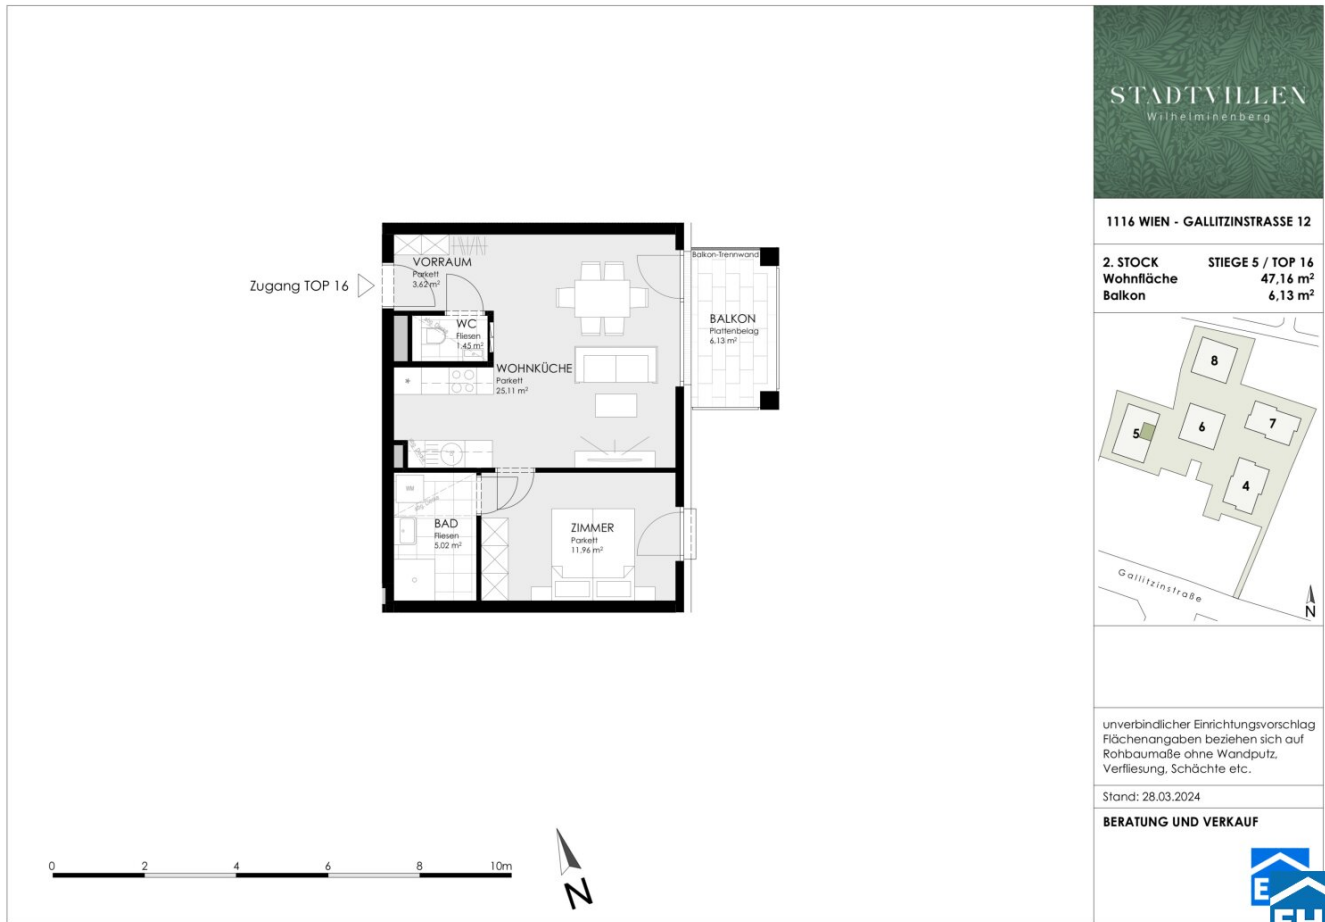 Zugang TOP 16
VORRAUM
Parkett
3.62 m²
WC
Fliesen
1.45 m²
WOHNKÜCHE
Parkett
25.11 m²
BAD
Fliesen
5.02 m²
ZIMMER
Parkett
11.96 m²
Balkon-Trennwand
BALKON
Plattenbelag
6.13 m²
0 2 4 6 8 10m
N
STADTVILLEN
Wilhelminenberg
1116 WIEN - GALLITZINSTRASSE 12
2. STOCK STIEGE 5 / TOP 16
Wohnfläche 47,16 m²
Balkon 6,13 m²
8
5
6
7
4
Gallitzinstraße
N
unverbindlicher Einrichtungsvorschlag
Flächenangaben beziehen sich auf
Rohbaumaße ohne Wandputz,
Verfliesung, Schächte etc.
Stand: 28.03.2024
BERATUNG UND VERKAUF